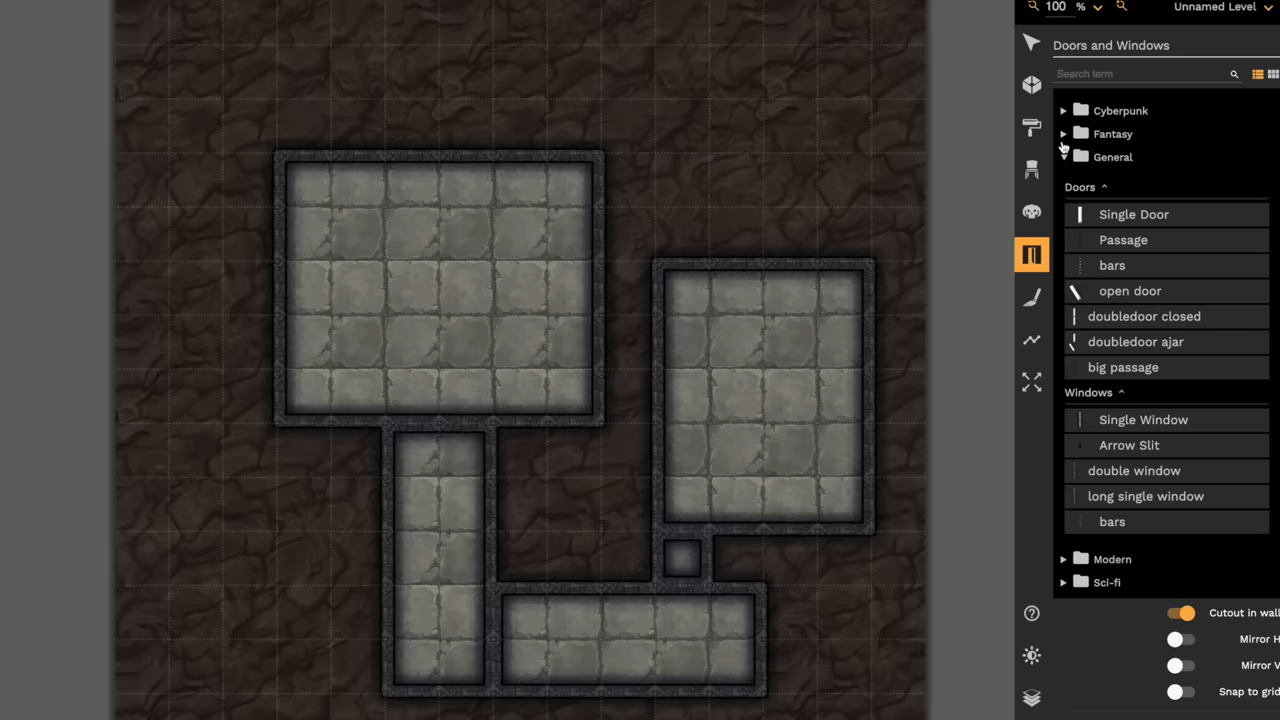 100 %
Unnamed Level
Doors and Windows
Search term
Cyberpunk
Fantasy
General
Doors
Single Door
Passage
bars
open door
doubledoor closed
doubledoor ajar
big passage
Windows
Single Window
Arrow Slit
double window
long single window
bars
Modern
Sci-fi
Cutout in wall
Mirror H
Mirror V
Snap to grid